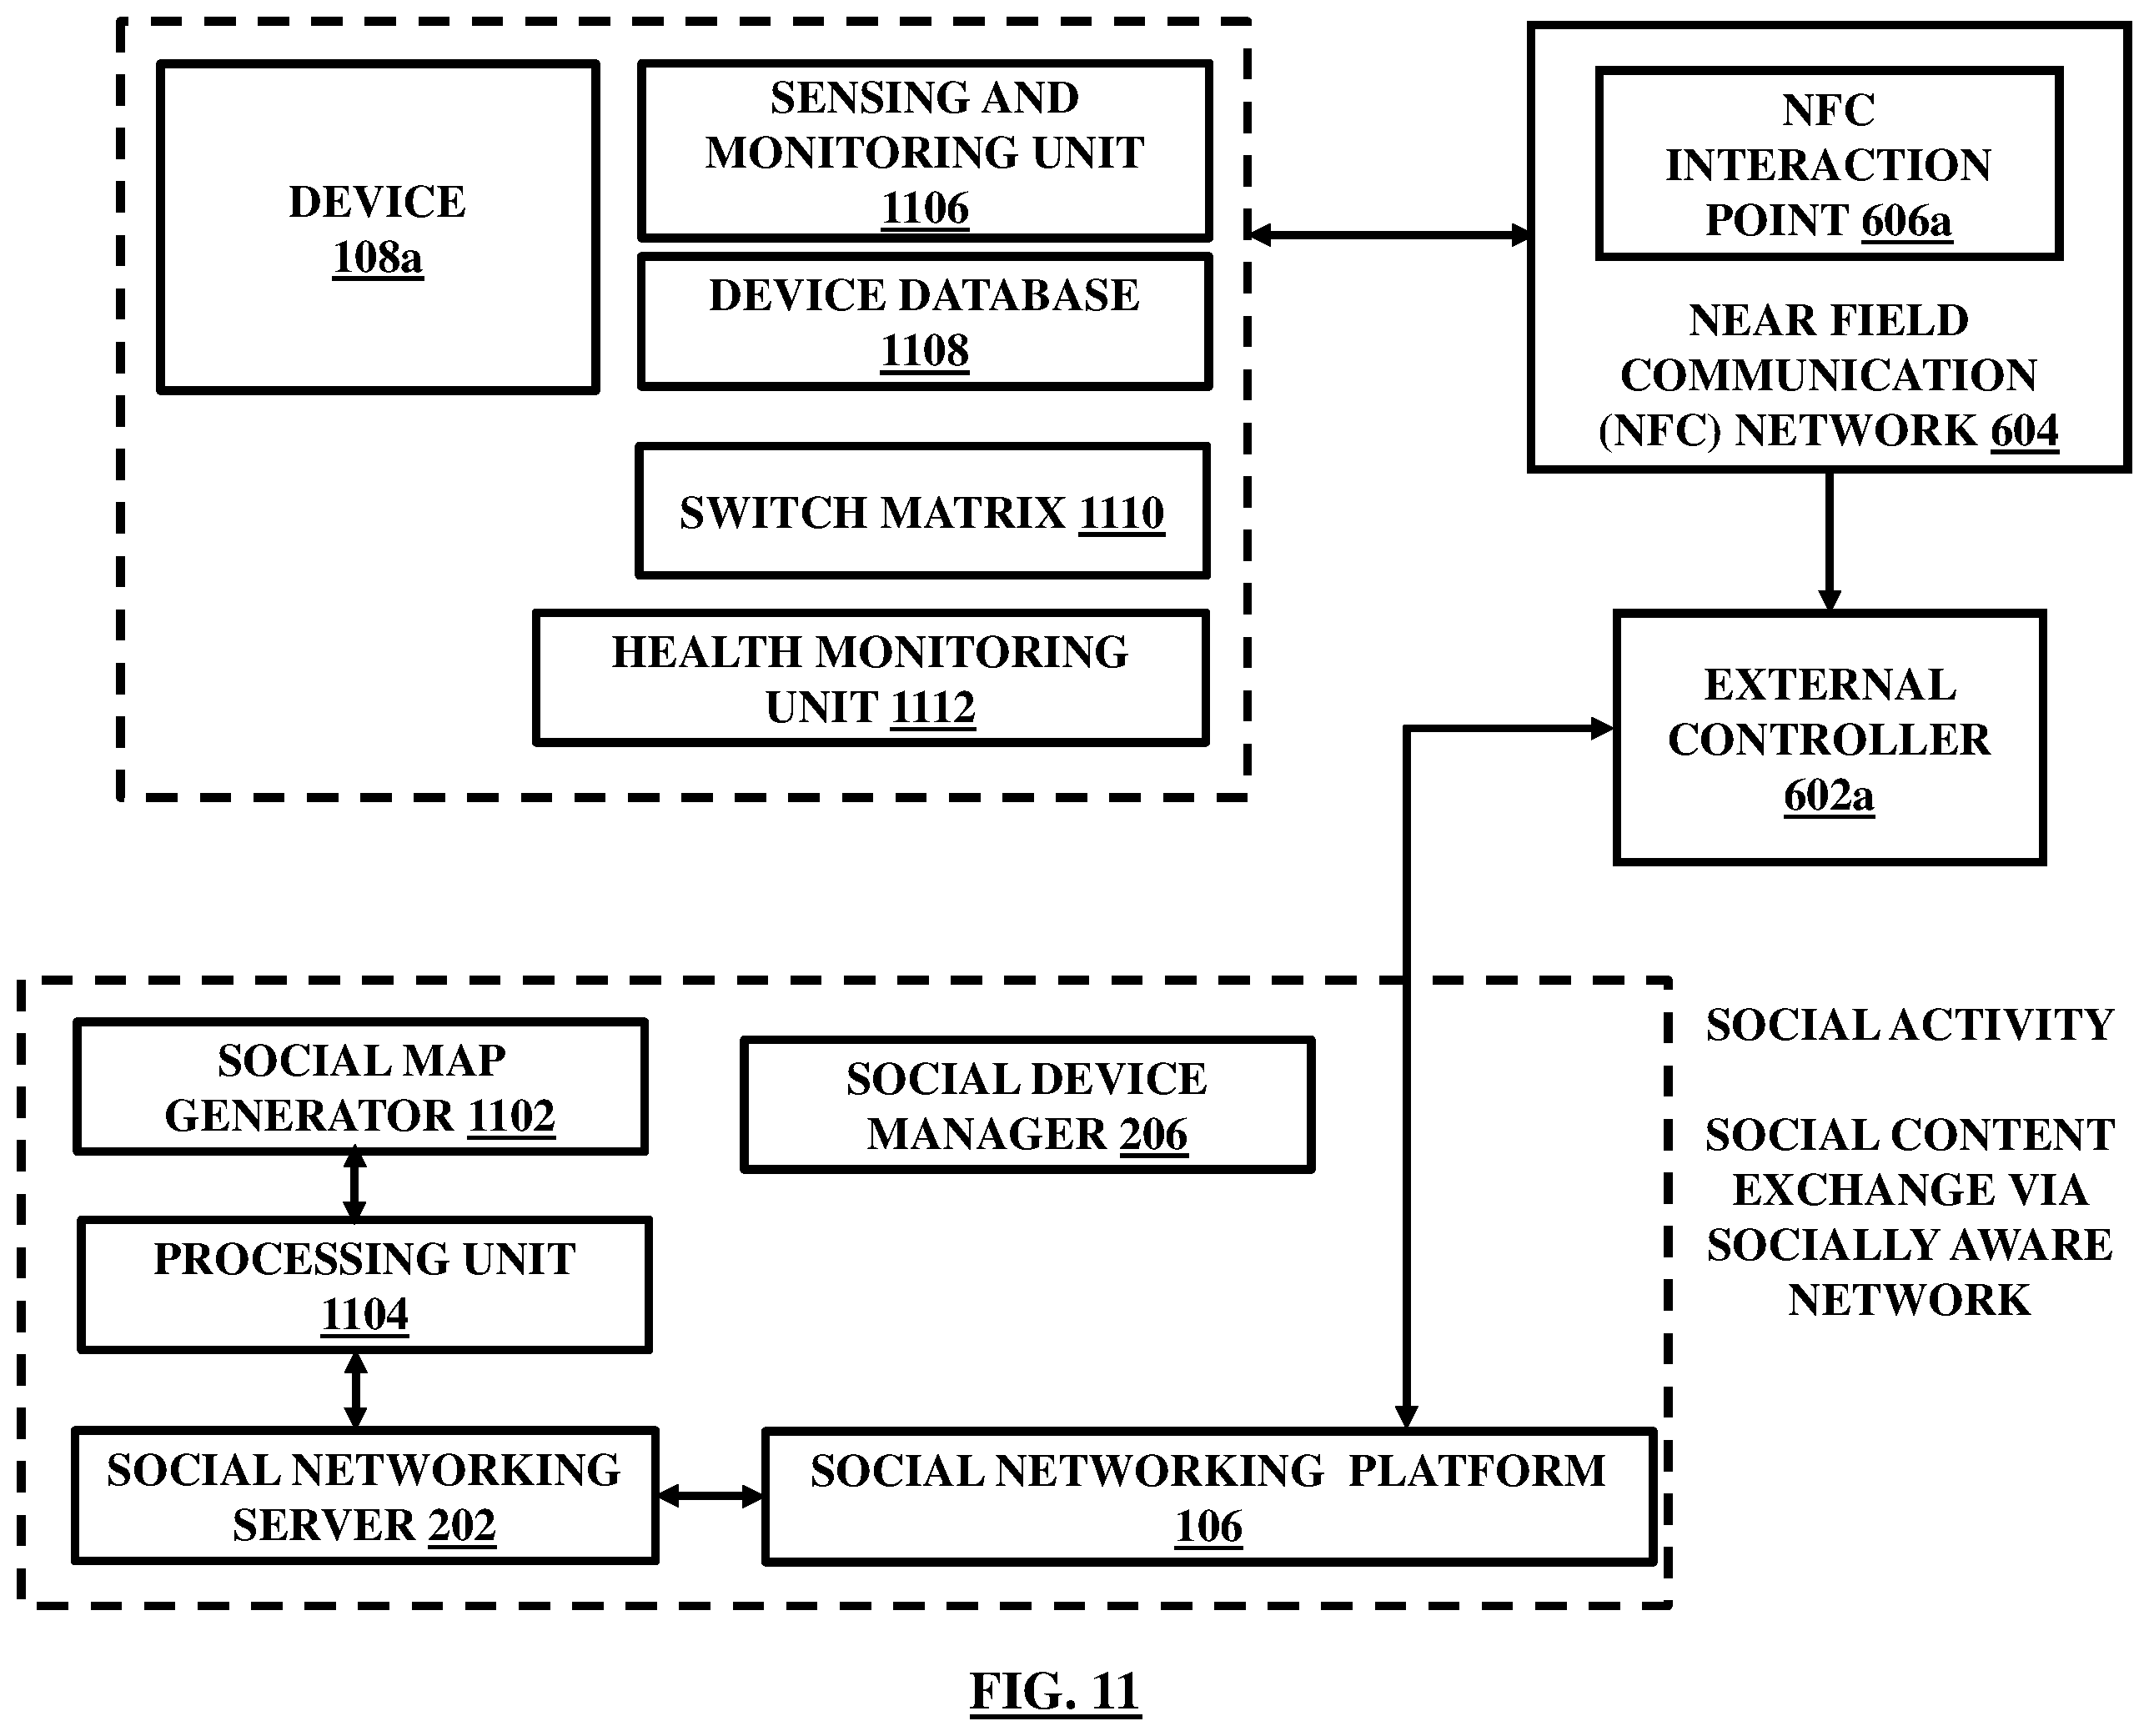 DEVICE
108a
SENSING AND
MONITORING UNIT
1106
DEVICE DATABASE
1108
SWITCH MATRIX 1110
HEALTH MONITORING
UNIT 1112
NFC
INTERACTION
POINT 606a
NEAR FIELD
COMMUNICATION
(NFC) NETWORK 604
EXTERNAL
CONTROLLER
602a
SOCIAL MAP
GENERATOR 1102
SOCIAL DEVICE
MANAGER 206
PROCESSING UNIT
1104
SOCIAL NETWORKING
SERVER 202
SOCIAL NETWORKING PLATFORM
106
SOCIAL ACTIVITY
SOCIAL CONTENT
EXCHANGE VIA
SOCIALLY AWARE
NETWORK
FIG. 11